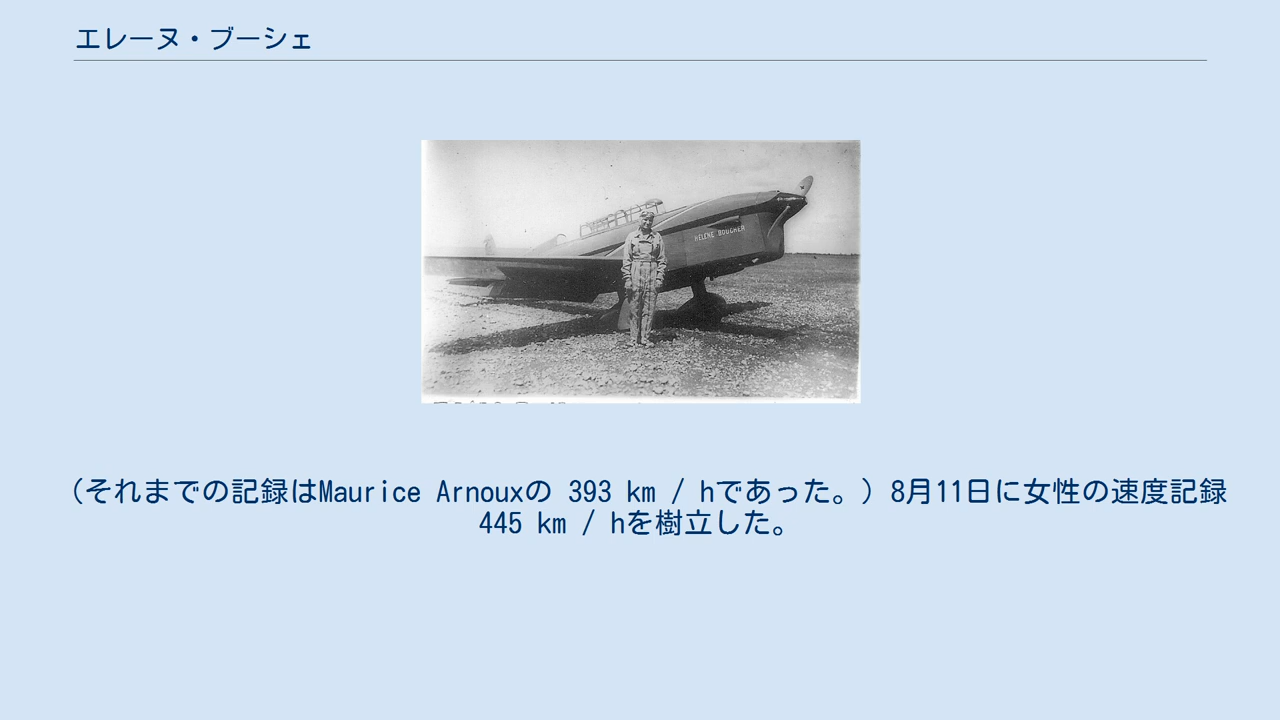 エレーヌ・ブーシェ
HÉLÈNE BOUCHER
（それまでの記録はMaurice Arnouxの 393 km / hであった。）8月11日に女性の速度記録
445 km / hを樹立した。